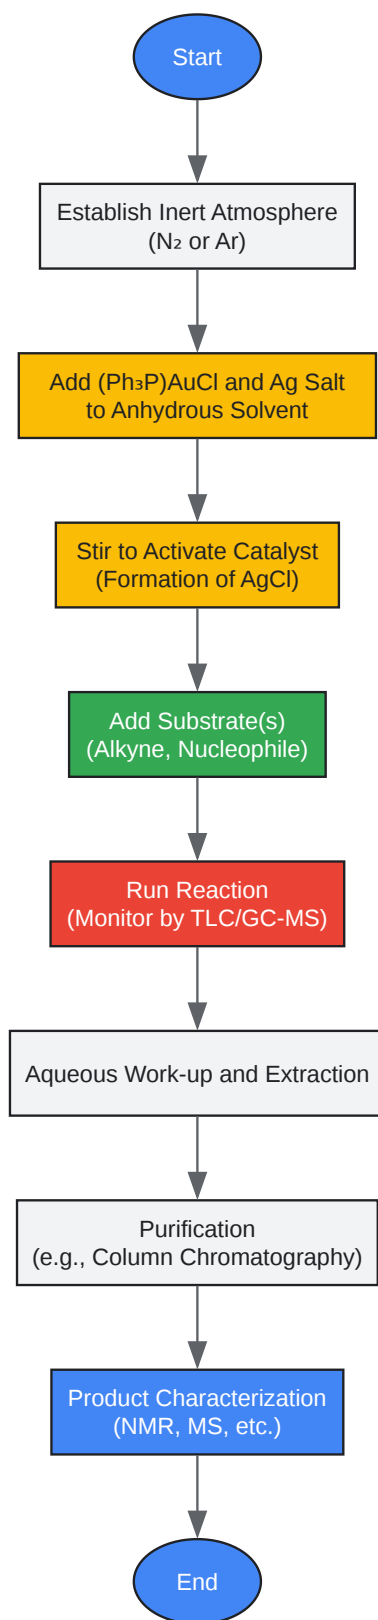 Start
Establish Inert Atmosphere
(N₂ or Ar)
Add (Ph₃P)AuCl and Ag Salt
to Anhydrous Solvent
Stir to Activate Catalyst
(Formation of AgCl)
Add Substrate(s)
(Alkyne, Nucleophile)
Run Reaction
(Monitor by TLC/GC-MS)
Aqueous Work-up and Extraction
Purification
(e.g., Column Chromatography)
Product Characterization
(NMR, MS, etc.)
End